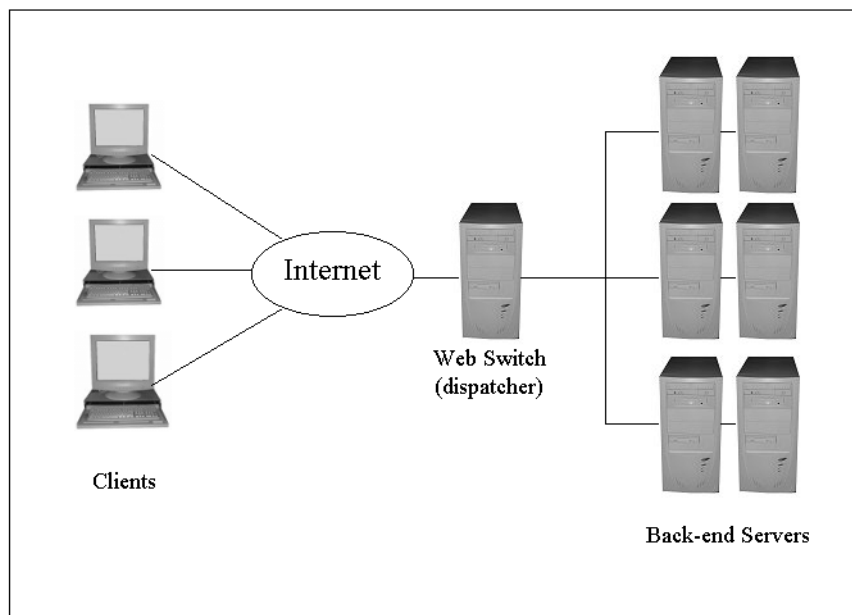 Internet
Web Switch
(dispatcher)
Clients
Back-end Servers